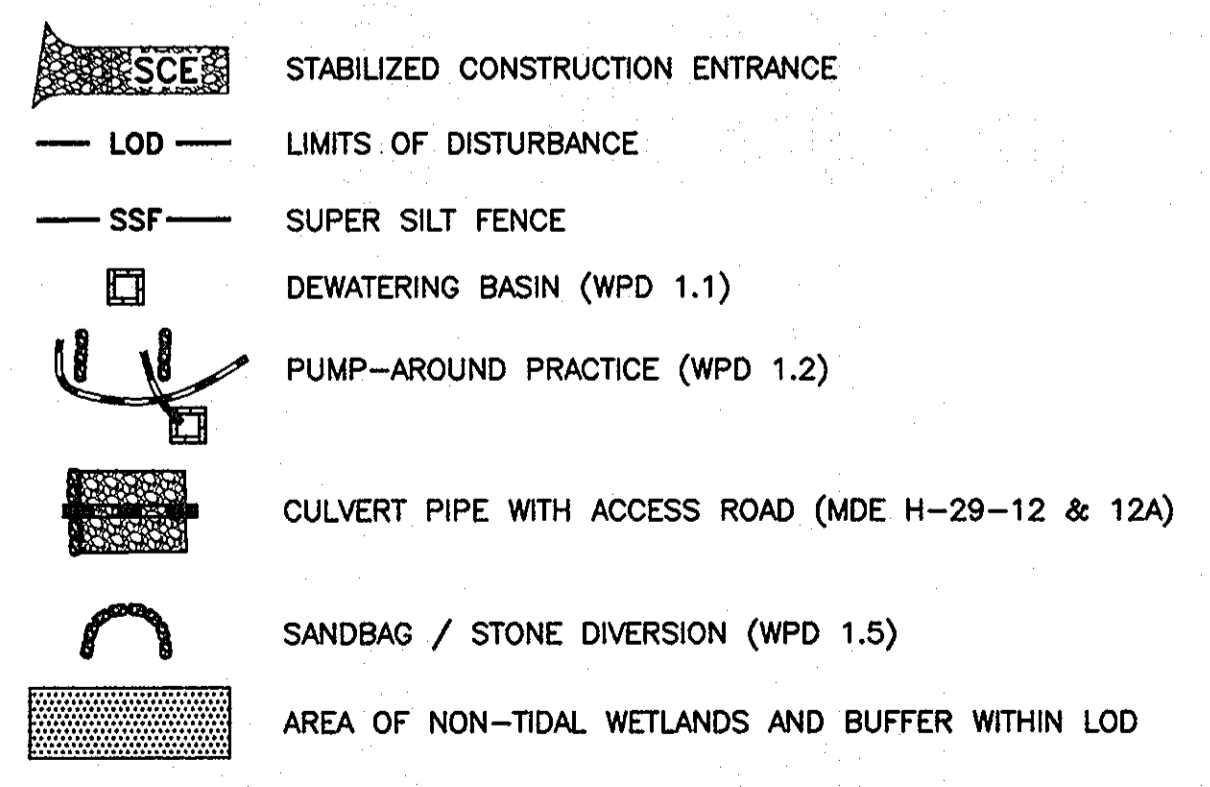 SCE STABILIZED CONSTRUCTION ENTRANCE
LOD LIMITS OF DISTURBANCE
SSF SUPER SILT FENCE
DEWATERING BASIN (WPD 1.1)
PUMP-AROUND PRACTICE (WPD 1.2)
CULVERT PIPE WITH ACCESS ROAD (MDE H-29-12 & 12A)
SANDBAG / STONE DIVERSION (WPD 1.5)
AREA OF NON-TIDAL WETLANDS AND BUFFER WITHIN LOD